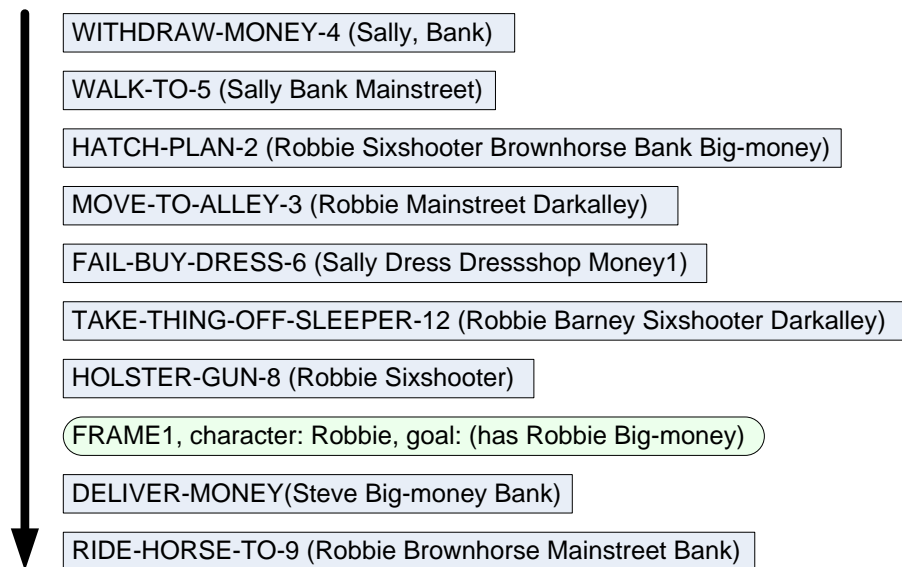 WITHDRAW-MONEY-4 (Sally, Bank)
WALK-TO-5 (Sally Bank Mainstreet)
HATCH-PLAN-2 (Robbie Sixshooter Brownhorse Bank Big-money)
MOVE-TO-ALLEY-3 (Robbie Mainstreet Darkalley)
FAIL-BUY-DRESS-6 (Sally Dress Dressshop Money1)
TAKE-THING-OFF-SLEEPER-12 (Robbie Barney Sixshooter Darkalley)
HOLSTER-GUN-8 (Robbie Sixshooter)
FRAME1, character: Robbie, goal: (has Robbie Big-money)
DELIVER-MONEY(Steve Big-money Bank)
RIDE-HORSE-TO-9 (Robbie Brownhorse Mainstreet Bank)